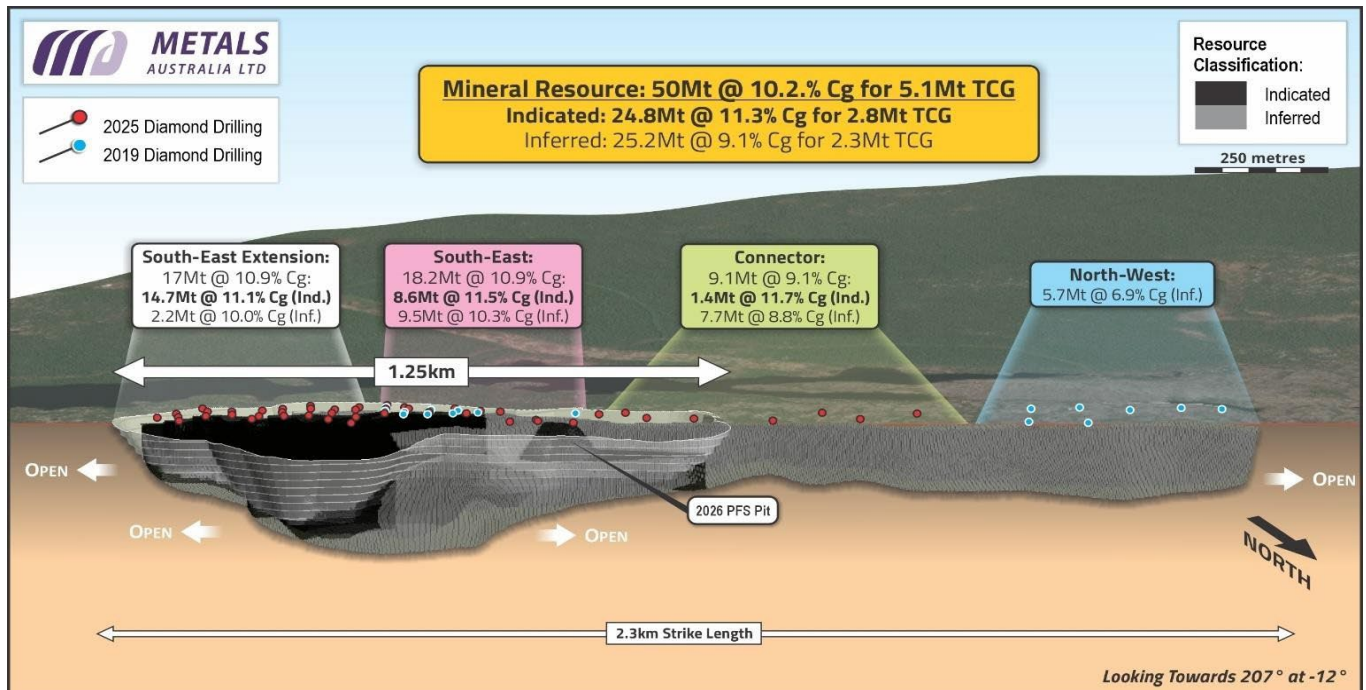 METALS
AUSTRALIA LTD
2025 Diamond Drilling
2019 Diamond Drilling
Mineral Resource: 50Mt @ 10.2.% Cg for 5.1Mt TCG
Indicated: 24.8Mt @ 11.3% Cg for 2.8Mt TCG
Inferred: 25.2Mt @ 9.1% Cg for 2.3Mt TCG
Resource
Classification:
Indicated
Inferred
250 metres
South-East Extension:
17Mt @ 10.9% Cg:
14.7Mt @ 11.1% Cg (Ind.)
2.2Mt @ 10.0% Cg (Inf.)
South-East:
18.2Mt @ 10.9% Cg:
8.6Mt @ 11.5% Cg (Ind.)
9.5Mt @ 10.3% Cg (Inf.)
Connector:
9.1Mt @ 9.1% Cg:
1.4Mt @ 11.7% Cg (Ind.)
7.7Mt @ 8.8% Cg (Inf.)
North-West:
5.7Mt @ 6.9% Cg (Inf.)
1.25km
OPEN
OPEN
2026 PFS Pit
OPEN
OPEN
NORTH
2.3km Strike Length
Looking Towards 207° at -12°